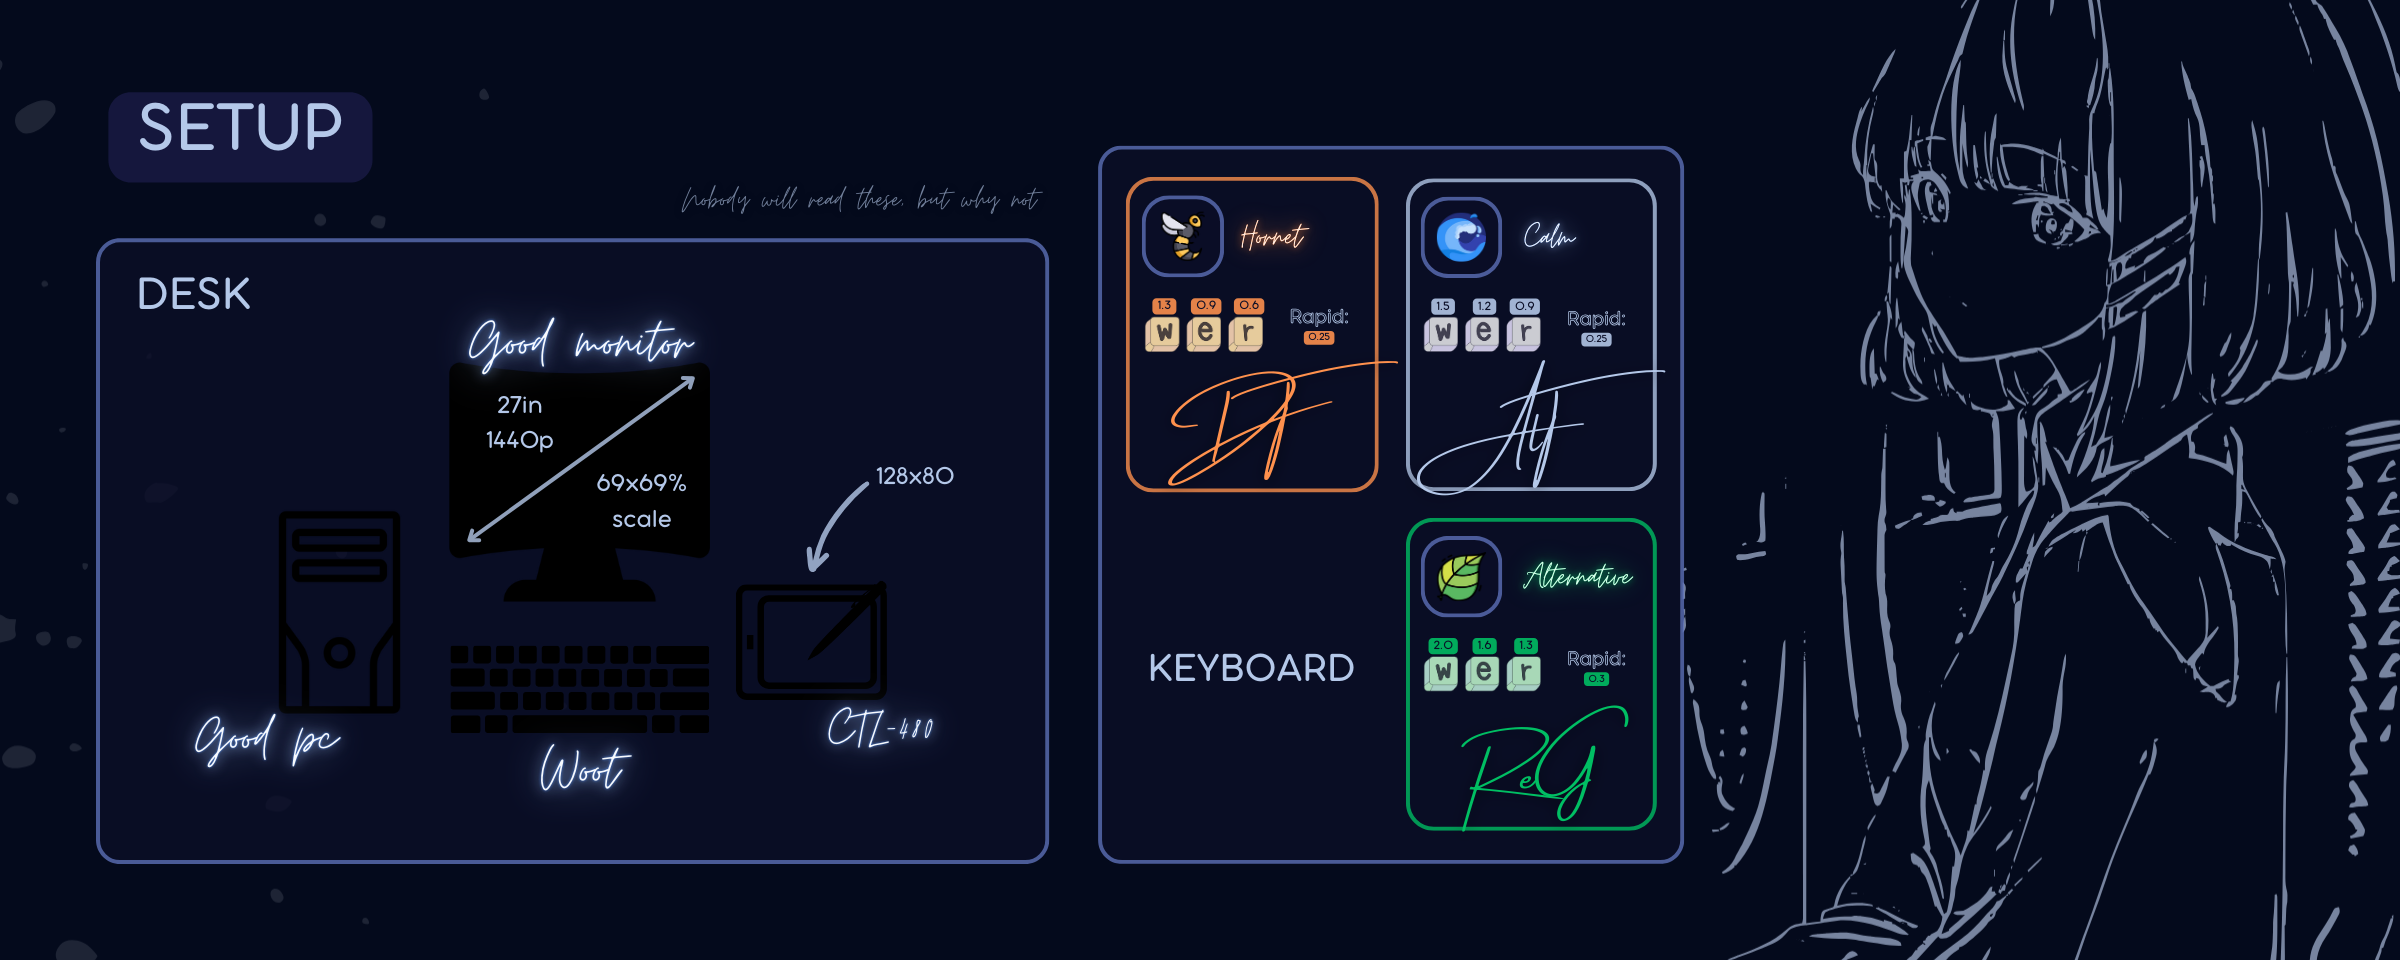 SETUP
Nobody will read these, but why not
DESK
Good monitor
27in
1440p
69x69%
scale
128x80
Good pc
Woot
CTL-480
Hornet
1.3 0.9 0.6
w e r
Rapid:
0.25
Calm
1.5 1.2 0.9
w e r
Rapid:
0.25
KEYBOARD
Alternative
2.0 1.6 1.3
w e r
Rapid:
0.3
ReG